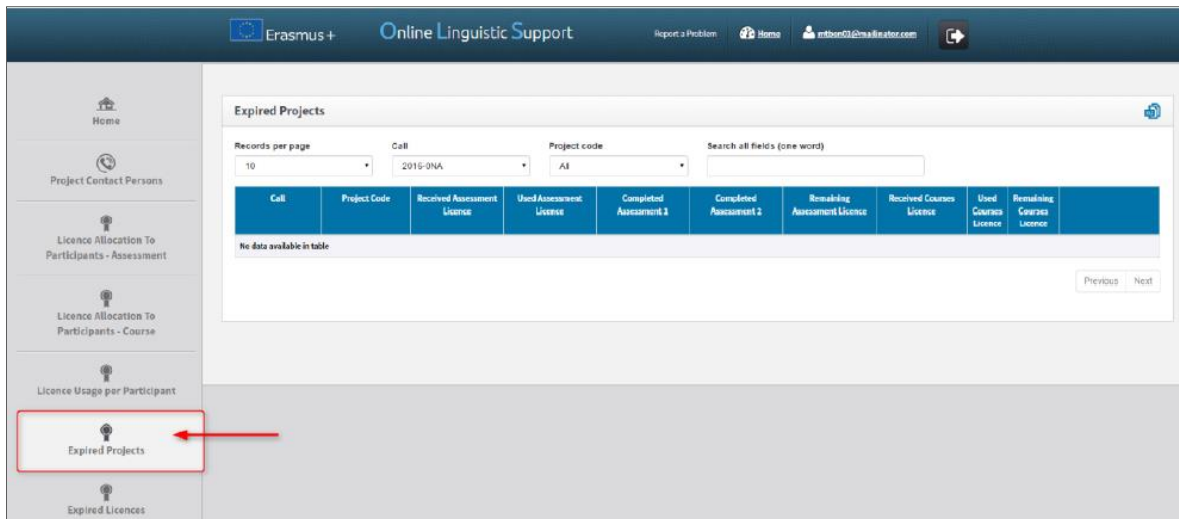 Erasmus+ Online Linguistic Support Report a Problem Home mtbon01@mailinator.com
Home
Project Contact Persons
Licence Allocation To
Participants - Assessment
Licence Allocation To
Participants - Course
Licence Usage per Participant
Expired Projects
Expired Licences
Expired Projects
Records per page Call Project code Search all fields (one word)
10 2016-0NA All
Call Project Code Received Assessment Licence Used Assessment Licence Completed Assessment 1 Completed Assessment 2 Remaining Assessment Licence Received Courses Licence Used Courses Licence Remaining Courses Licence
No data available in table
Previous Next